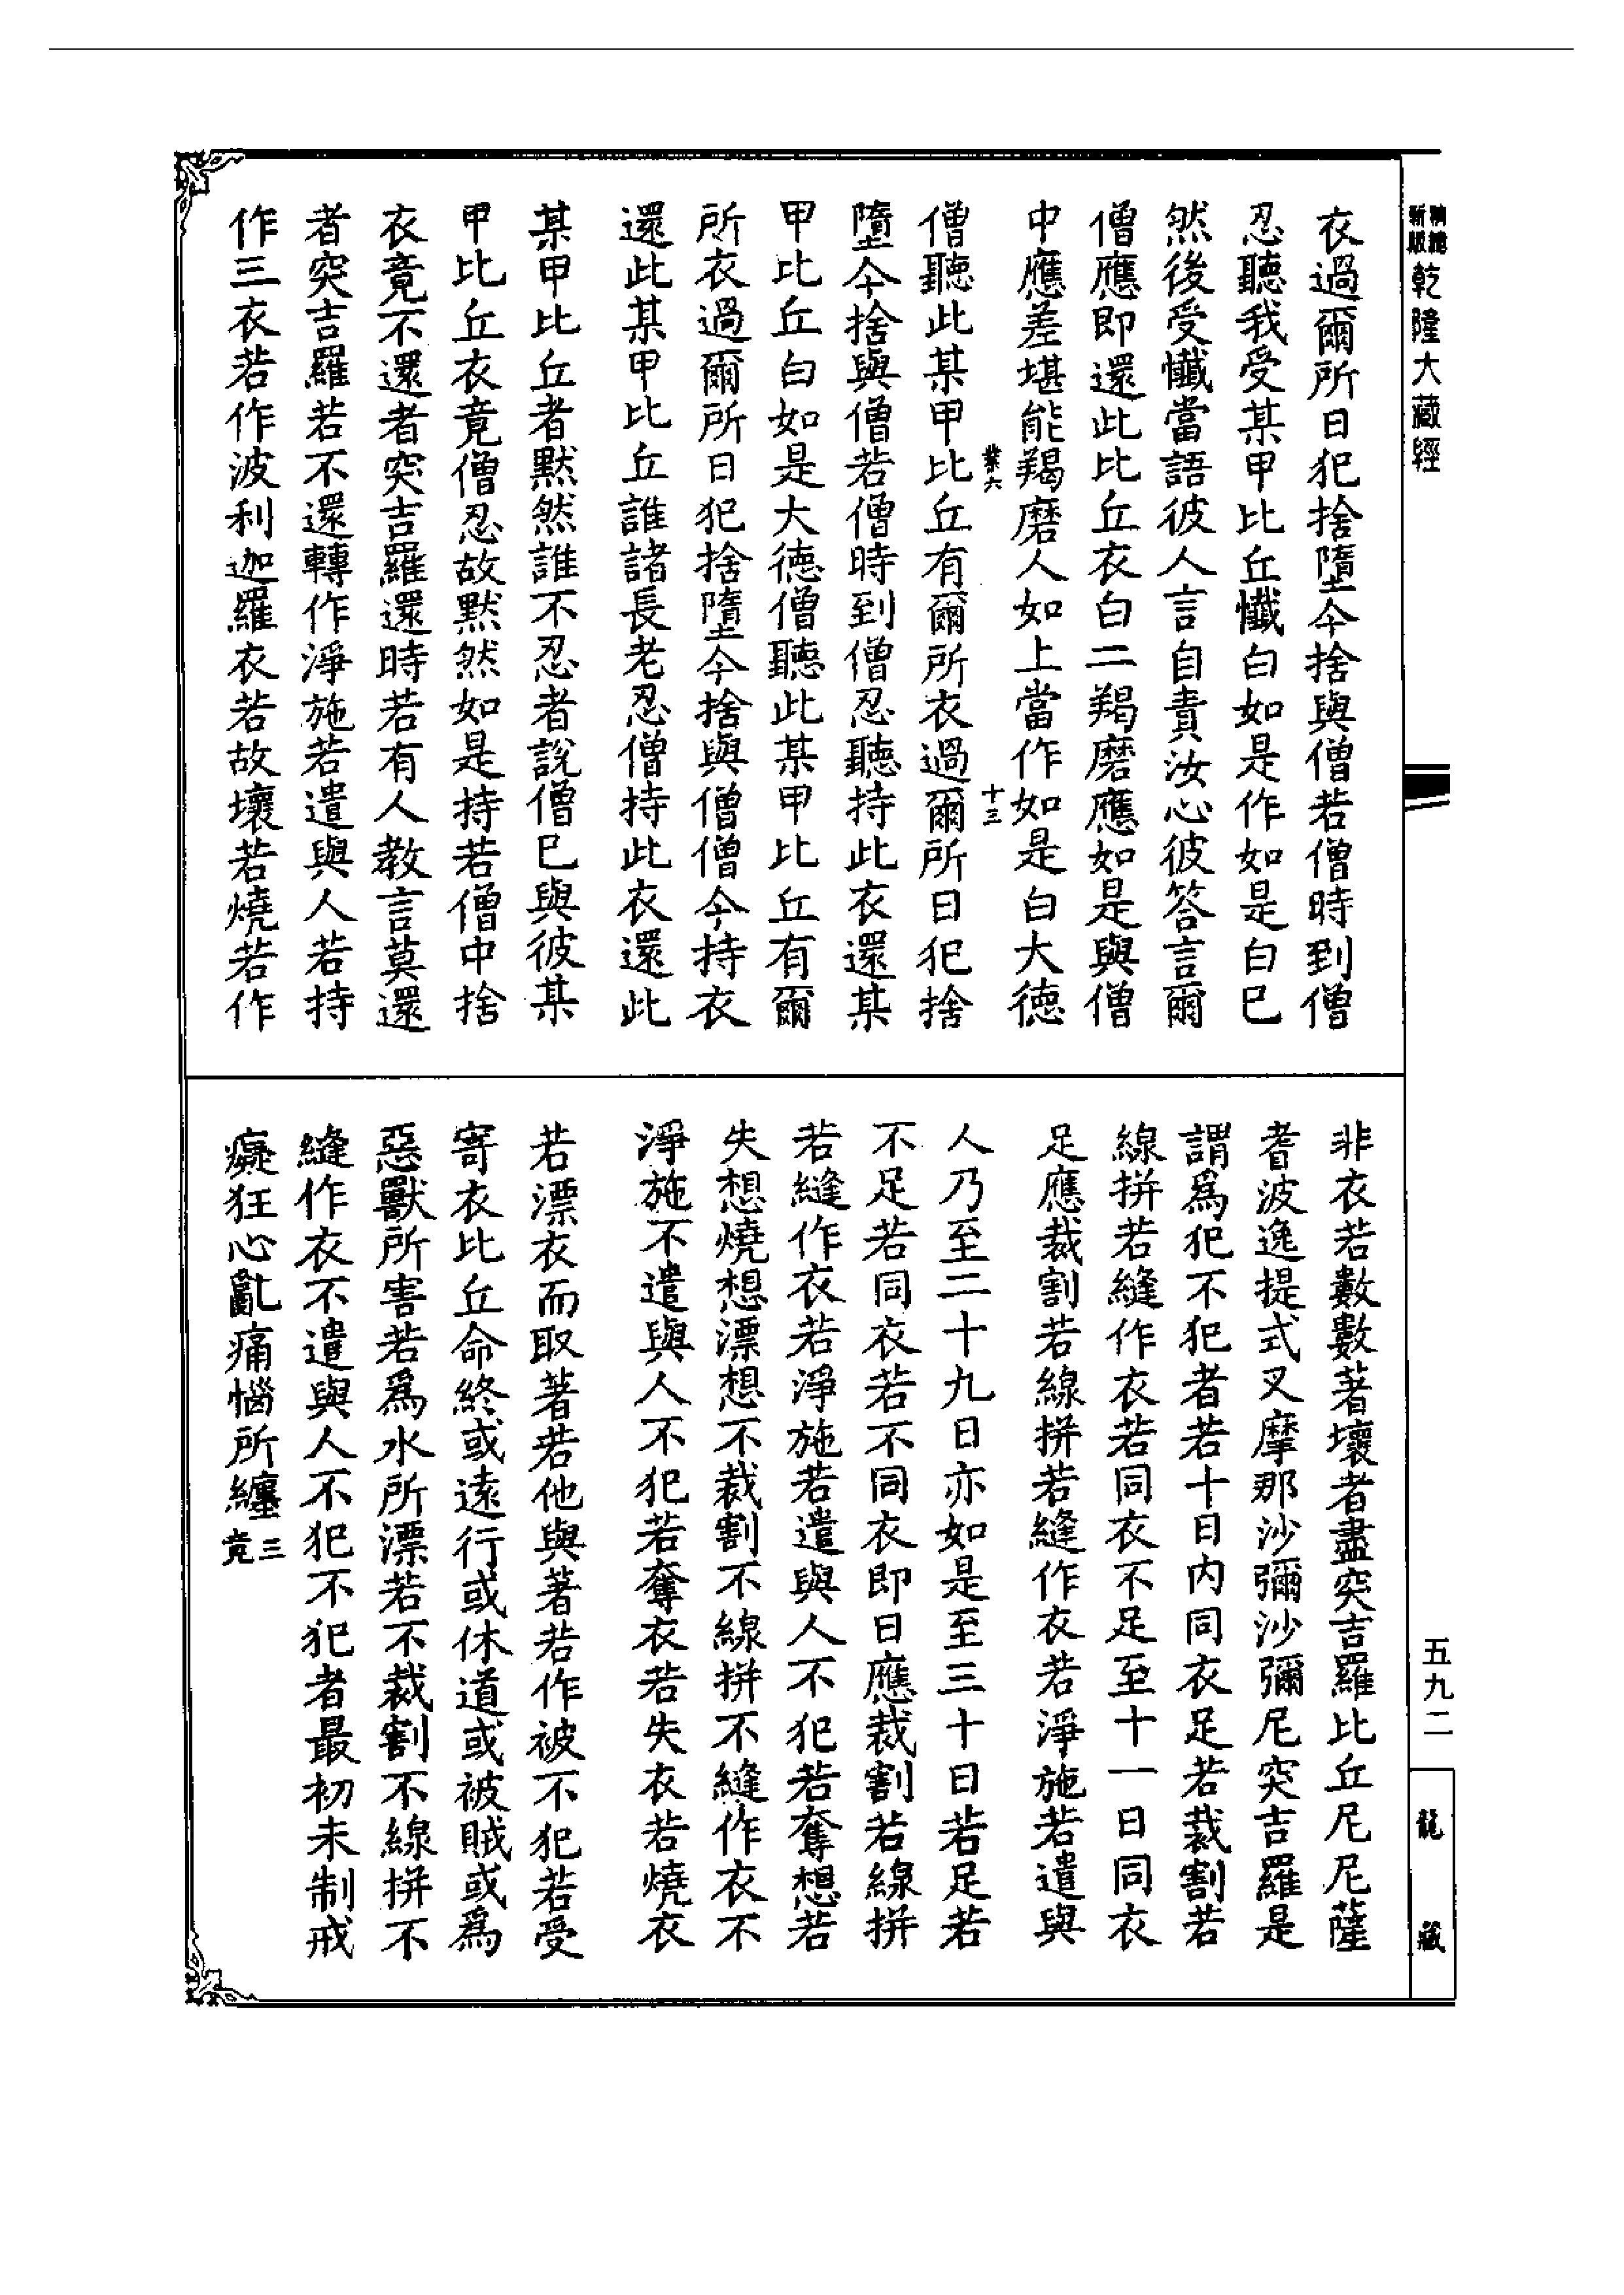 精繪
新版
乾隆大藏經
衣過爾所日犯捨墮今捨與僧若僧時到僧
忍聽我受某甲比丘懺白如是作如是白已
然後受懺當語彼人言自責汝心彼答言爾
僧應即還此比丘衣白二羯磨應如是與僧
中應差堪能羯磨人如上當作如是白大德
業六
十三
僧聽此某甲比丘有爾所衣過爾所日犯捨
墮今捨與僧若僧時到僧忍聽持此衣還某
甲比丘白如是大德僧聽此某甲比丘有爾
所衣過爾所日犯捨墮今捨與僧僧今持衣
還此某甲比丘誰諸長老忍僧持此衣還此
某甲比丘者默然誰不忍者說僧已與彼某
甲比丘衣竟僧忍故默然如是持若僧中捨
衣竟不還者突吉羅還時若有人教言莫還
者突吉羅若不還轉作淨施若遣與人若持
作三衣若作波利迦羅衣若故壞若燒若作
非衣若數數著壞者盡突吉羅比丘尼尼薩
耆波逸提式叉摩那沙彌沙彌尼突吉羅是
謂為犯不犯者若十日內同衣足若裁割若
線拼若縫作衣若同衣不足至十一日同衣
足應裁割若線拼若縫作衣若淨施若遣與
人乃至二十九日亦如是至三十日若足若
不足若同衣若不同衣即日應裁割若線拼
若縫作衣若淨施若遣與人不犯若奪想若
失想燒想漂想不裁割不線拼不縫作衣不
淨施不遣與人不犯若奪衣若失衣若燒衣
若漂衣而取著若他與著若作被不犯若受
寄衣比丘命終或遠行或休道或被賊或為
惡獸所害若為水所漂若不裁割不線拼不
縫作衣不遣與人不犯不犯者最初未制戒
癡狂心亂痛惱所纏三竟
五九二
龍藏